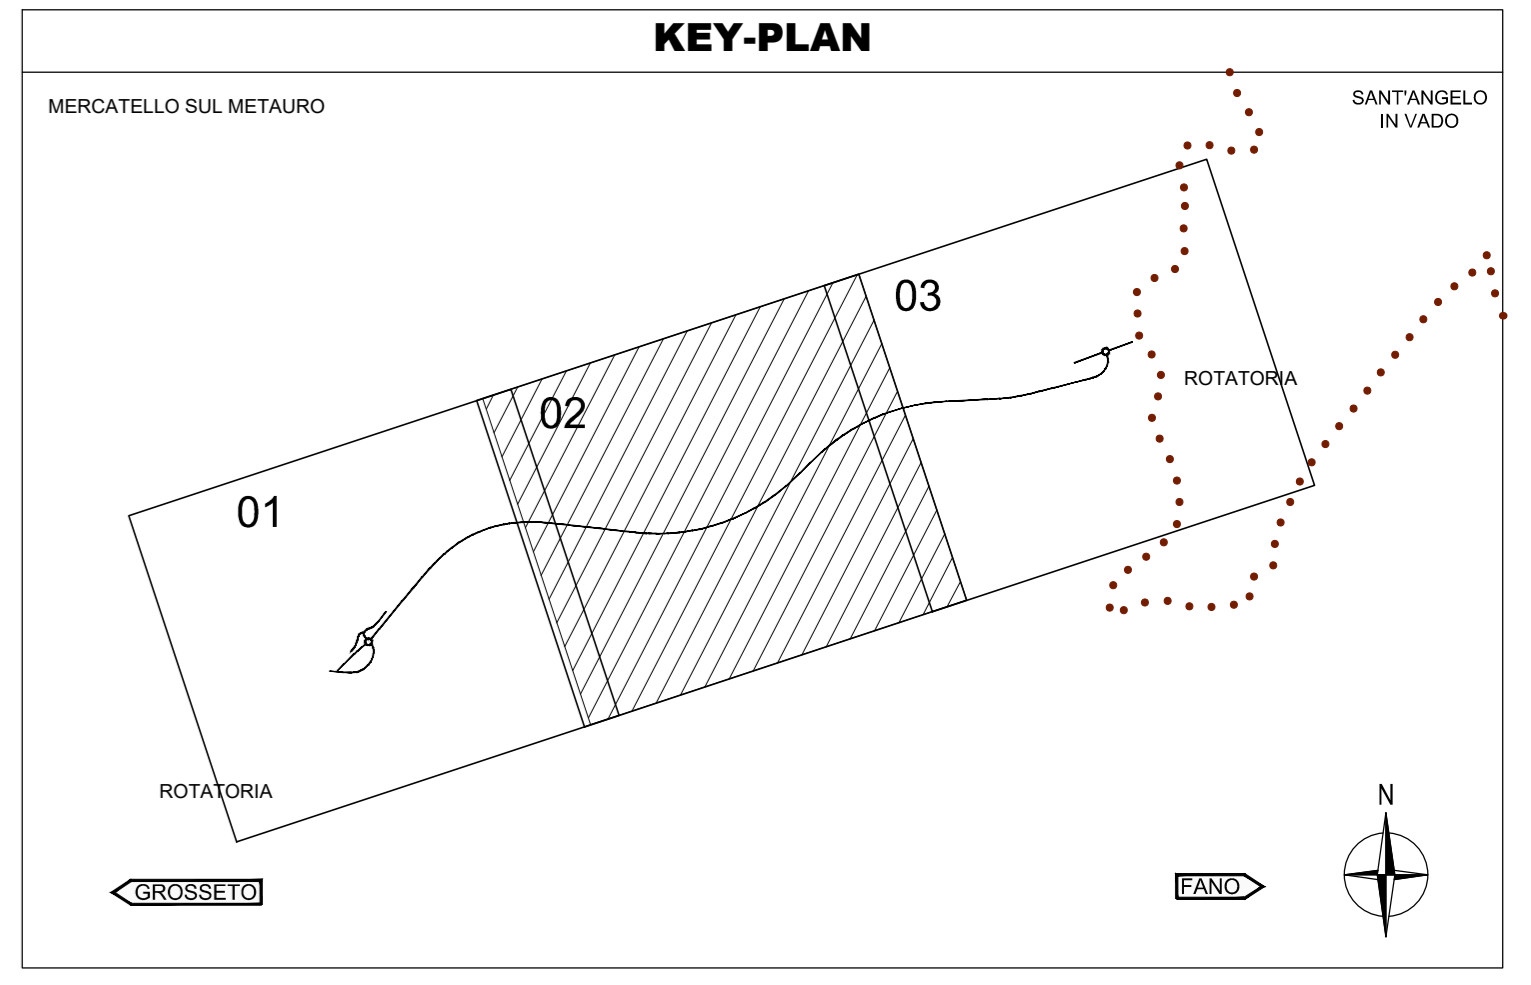 KEY-PLAN
MERCATELLO SUL METAURO
SANT'ANGELO
IN VADO
03
ROTATORIA
02
01
ROTATORIA
N
GROSSETO
FANO